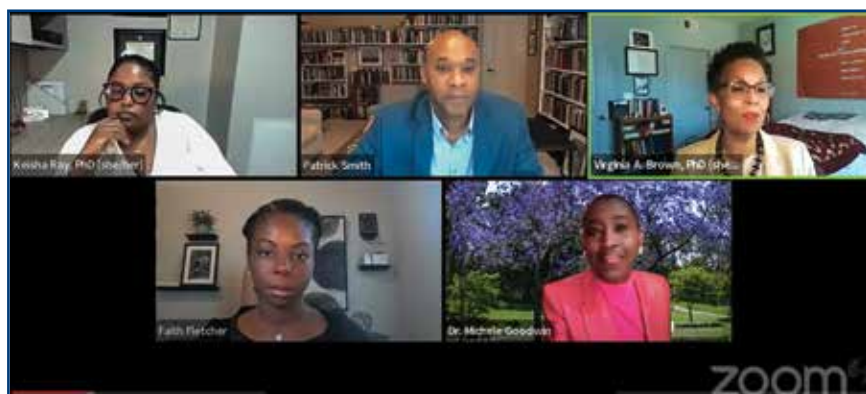 Keisha Ray, PhD (she/her)
Patrick Smith
Virginia A. Brown, PhD (she...
Faith Fletcher
Dr. Michele Goodwin
zoom